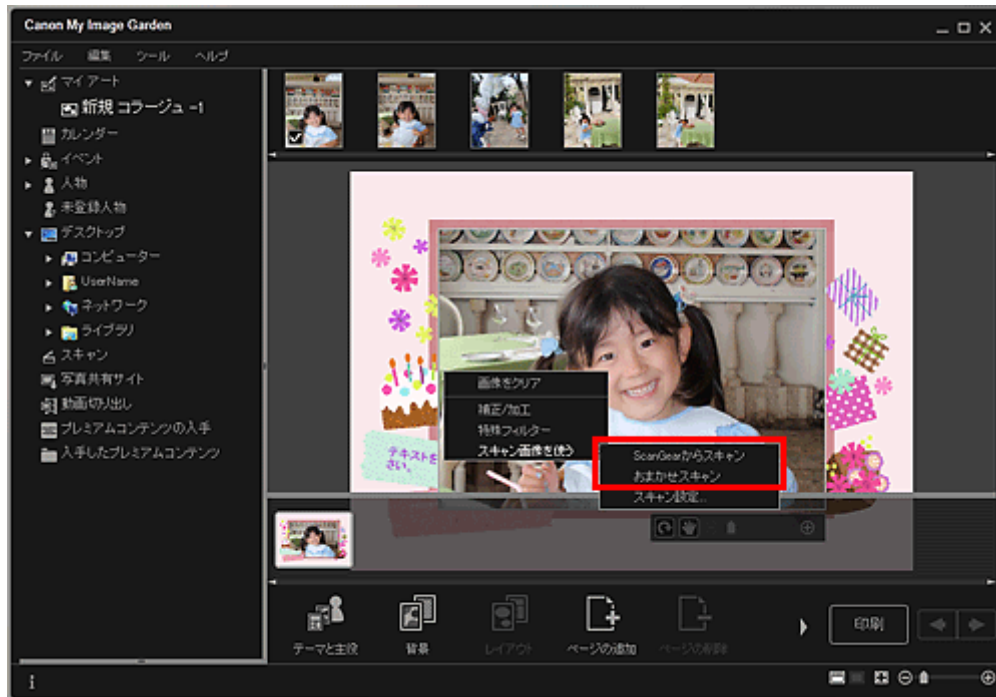 Canon My Image Garden
ファイル 編集 ツール ヘルプ
マイ アート
新規 コラージュ -1
カレンダー
イベント
人物
未登録人物
デスクトップ
コンピューター
UserName
ネットワーク
ライブラリ
スキャン
写真共有サイト
動画切り出し
プレミアムコンテンツの入手
入手したプレミアムコンテンツ
画像をクリア
補正/加工
特殊フィルター
スキャン画像を使う
ScanGearからスキャン
おまかせスキャン
スキャン設定...
テキストを
さい。
テーマと主役
背景
レイアウト
ページの追加
ページの削除
印刷